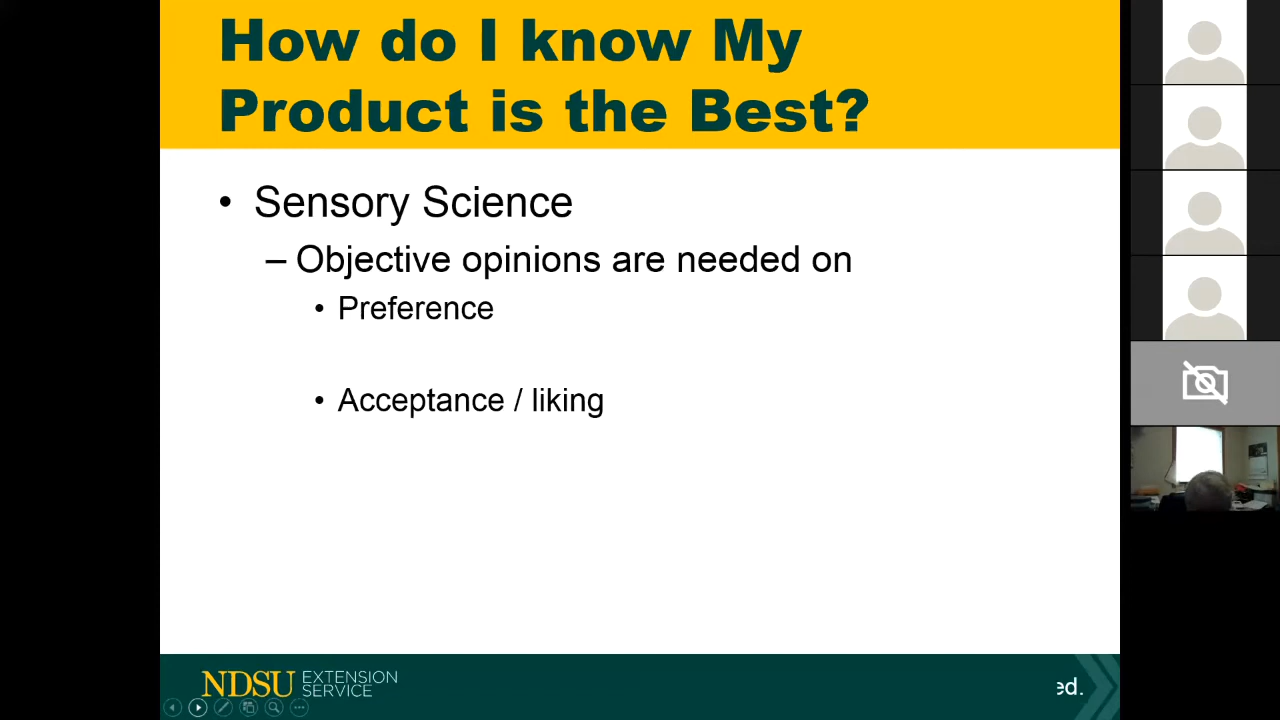 How do I know My
Product is the Best?
• Sensory Science
– Objective opinions are needed on
• Preference
• Acceptance / liking
NDSU EXTENSION
SERVICE
ed.